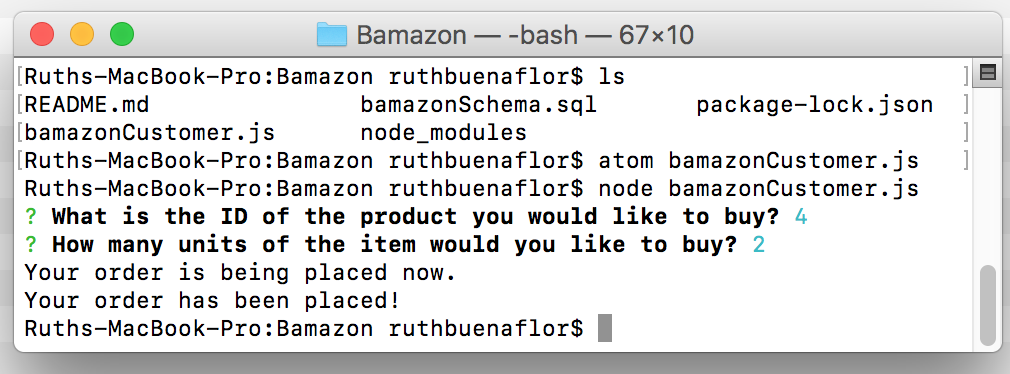 Bamazon — -bash — 67×10
[Ruths-MacBook-Pro:Bamazon ruthbuenaflor$ ls ]
[README.md bamazonSchema.sql package-lock.json ]
[bamazonCustomer.js node_modules ]
[Ruths-MacBook-Pro:Bamazon ruthbuenaflor$ atom bamazonCustomer.js ]
Ruths-MacBook-Pro:Bamazon ruthbuenaflor$ node bamazonCustomer.js
? What is the ID of the product you would like to buy? 4
? How many units of the item would you like to buy? 2
Your order is being placed now.
Your order has been placed!
Ruths-MacBook-Pro:Bamazon ruthbuenaflor$